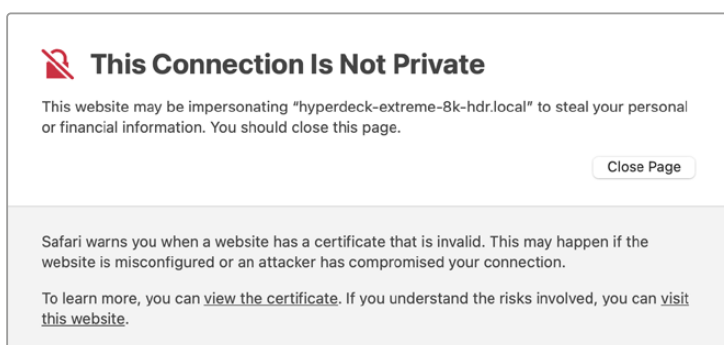 This Connection Is Not Private
This website may be impersonating “hyperdeck-extreme-8k-hdr.local” to steal your personal
or financial information. You should close this page.
Close Page
Safari warns you when a website has a certificate that is invalid. This may happen if the
website is misconfigured or an attacker has compromised your connection.
To learn more, you can view the certificate. If you understand the risks involved, you can visit
this website.